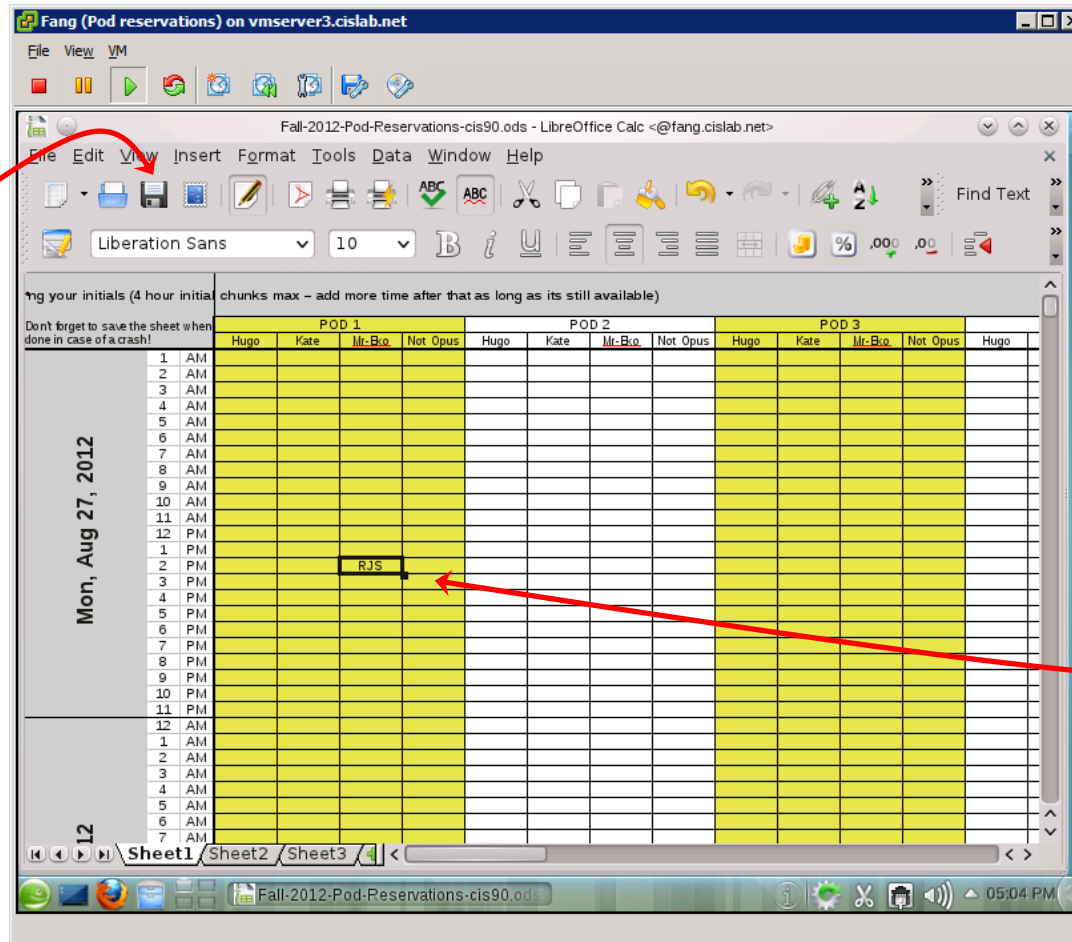 Fang (Pod reservations) on vmserver3.cislab.net
File View VM
Fall-2012-Pod-Reservations-cis90.ods - LibreOffice Calc <@fang.cislab.net>
File Edit View Insert Format Tools Data Window Help
ABC ABC A Z Find Text
Liberation Sans 10 B i U % ,000 ,00
ng your initials (4 hour initial chunks max – add more time after that as long as its still available)
Don't forget to save the sheet when
done in case of a crash!
POD 1 POD 2 POD 3
Hugo Kate Mr-Bko Not Opus Hugo Kate Mr-Bko Not Opus Hugo Kate Mr-Bko Not Opus Hugo
Mon, Aug 27, 2012
1 AM
2 AM
3 AM
4 AM
5 AM
6 AM
7 AM
8 AM
9 AM
10 AM
11 AM
12 PM
1 PM
2 PM RJS
3 PM
4 PM
5 PM
6 PM
7 PM
8 PM
9 PM
10 PM
11 PM
12 AM
1 AM
2 AM
3 AM
4 AM
5 AM
6 AM
7 AM
12
Sheet1 Sheet2 Sheet3
Fall-2012-Pod-Reservations-cis90.ods 05:04 PM